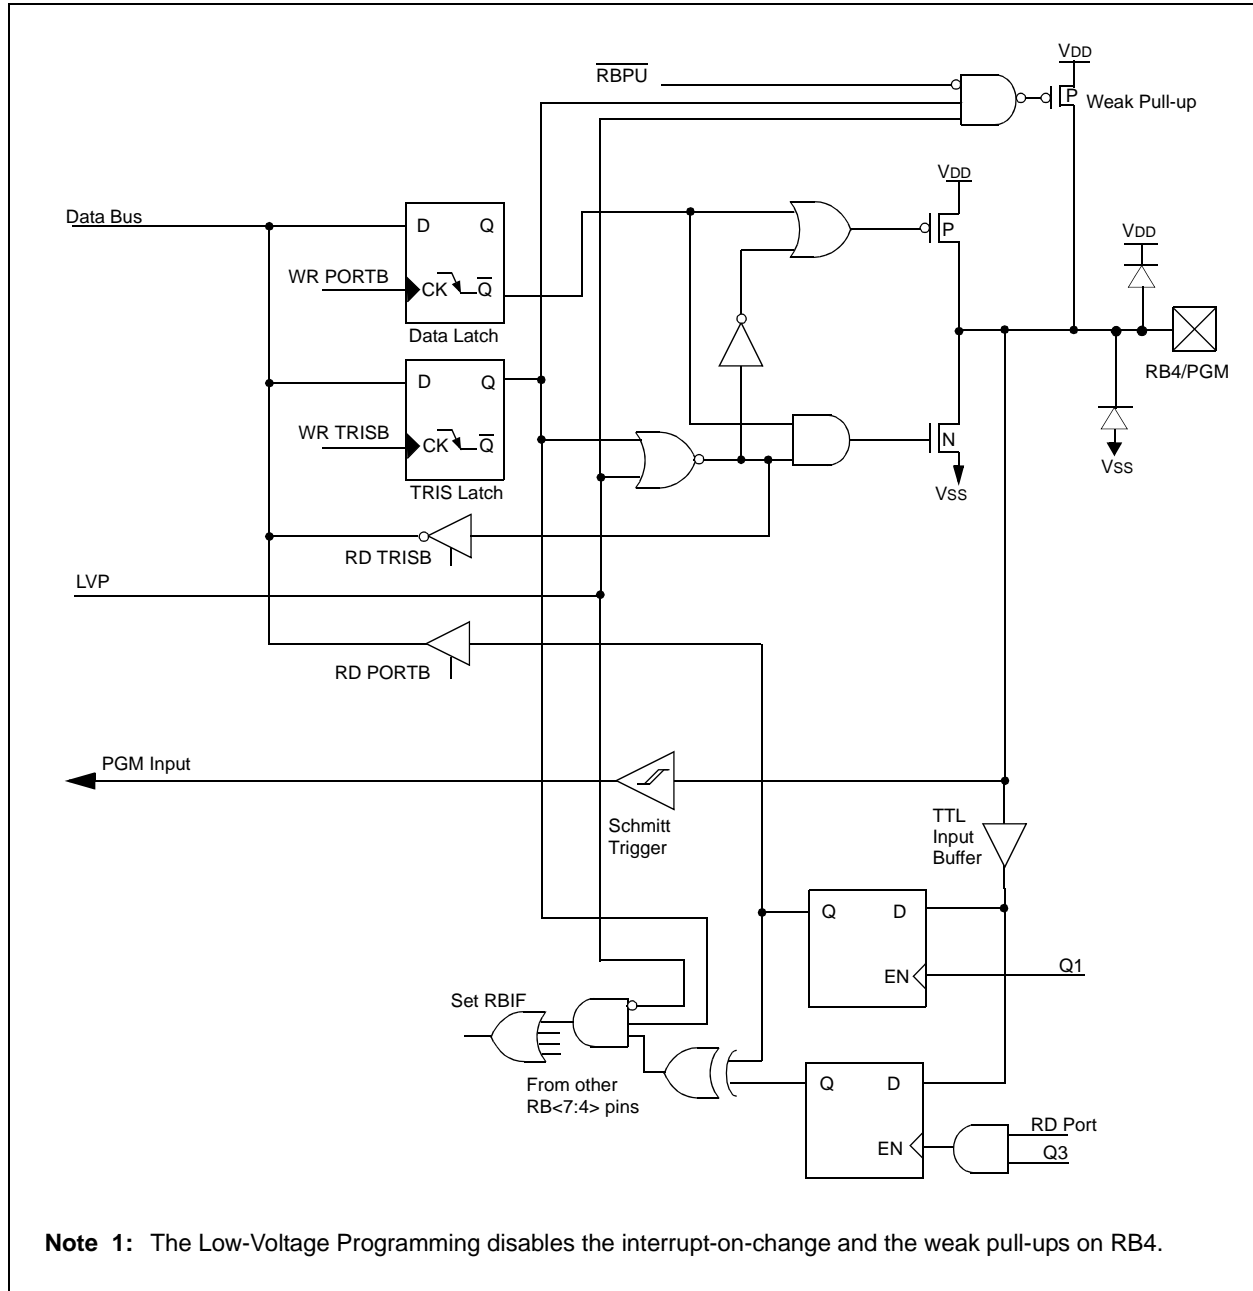 VDD
RBPU
P
Weak Pull-up
VDD
Data Bus
D Q
P
VDD
WR PORTB
CK Q
Data Latch
RB4/PGM
D Q
WR TRISB
CK Q
N
TRIS Latch
VSS
VSS
RD TRISB
LVP
RD PORTB
PGM Input
Schmitt
Trigger
TTL
Input
Buffer
Q D
EN
Q1
Set RBIF
From other
RB<7:4> pins
Q D
EN
RD Port
Q3
Note 1: The Low-Voltage Programming disables the interrupt-on-change and the weak pull-ups on RB4.